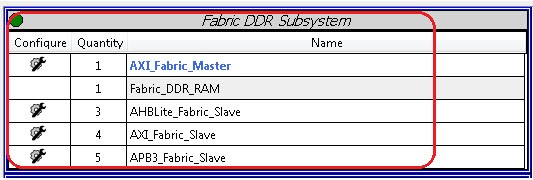 Fabric DDR Subsystem
Configure Quantity Name
1 AXI_Fabric_Master
1 Fabric_DDR_RAM
3 AHBLite_Fabric_Slave
4 AXI_Fabric_Slave
5 APB3_Fabric_Slave